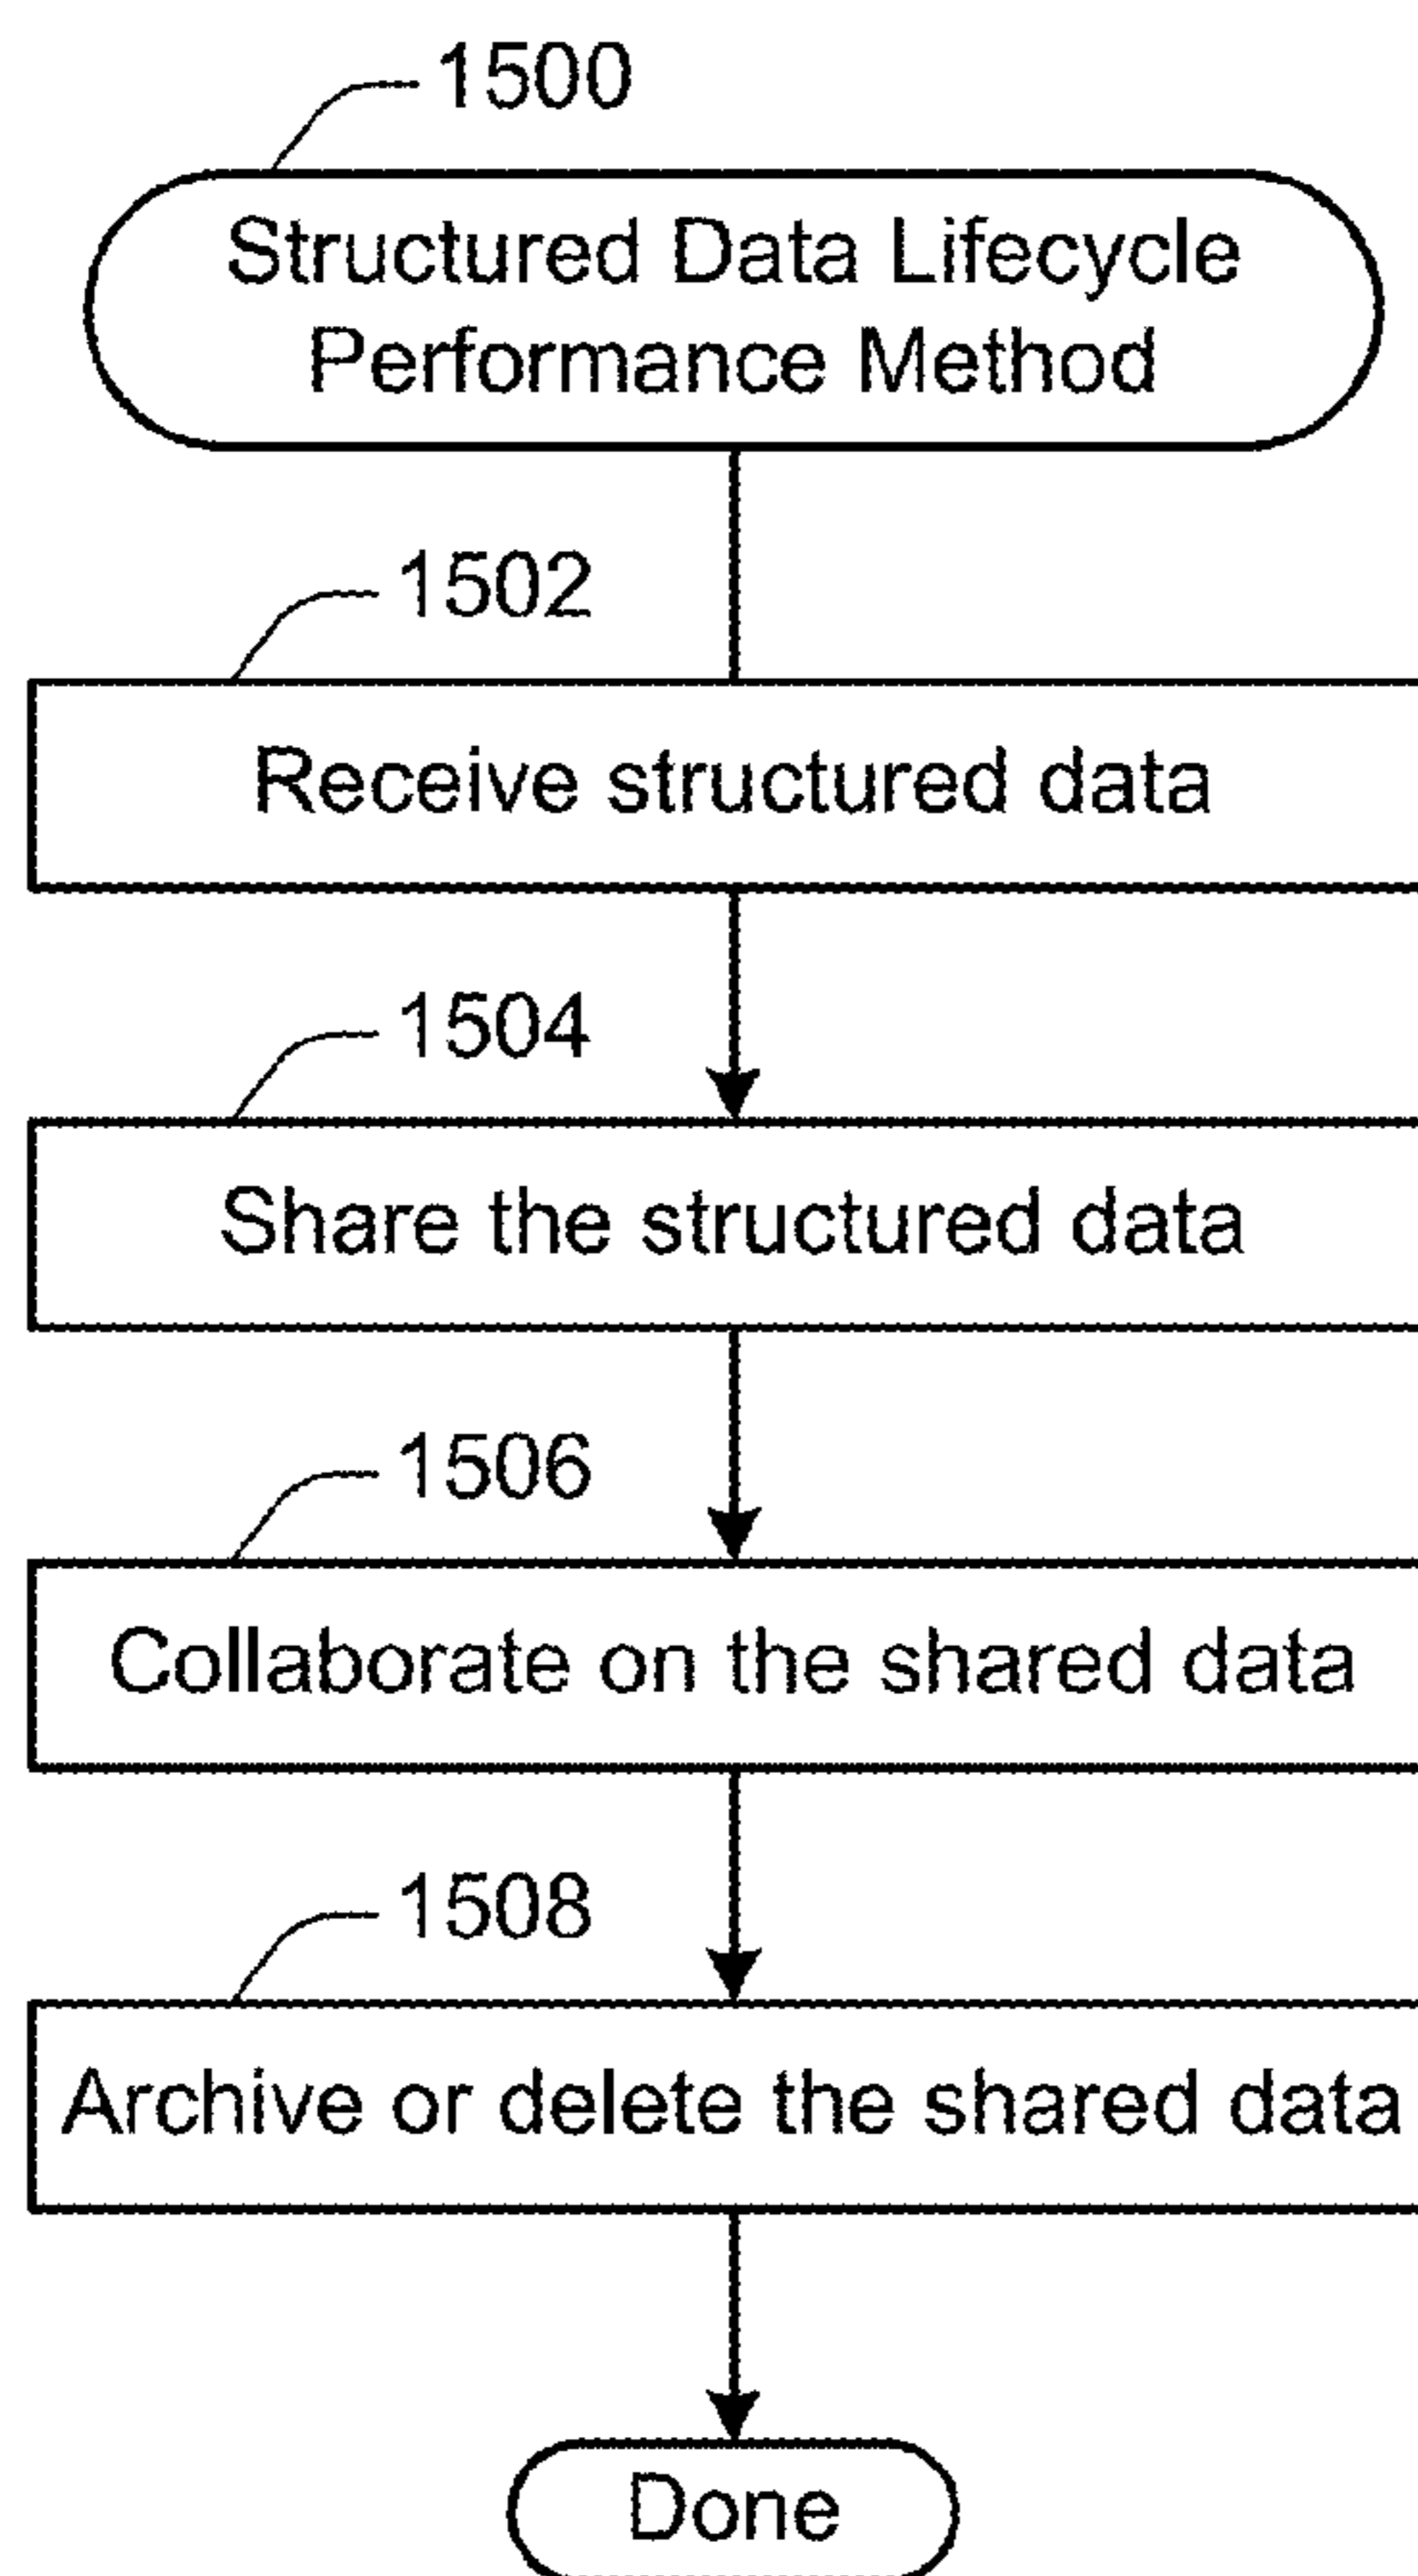 1500
Structured Data Lifecycle
Performance Method
1502
Receive structured data
1504
Share the structured data
1506
Collaborate on the shared data
1508
Archive or delete the shared data
Done